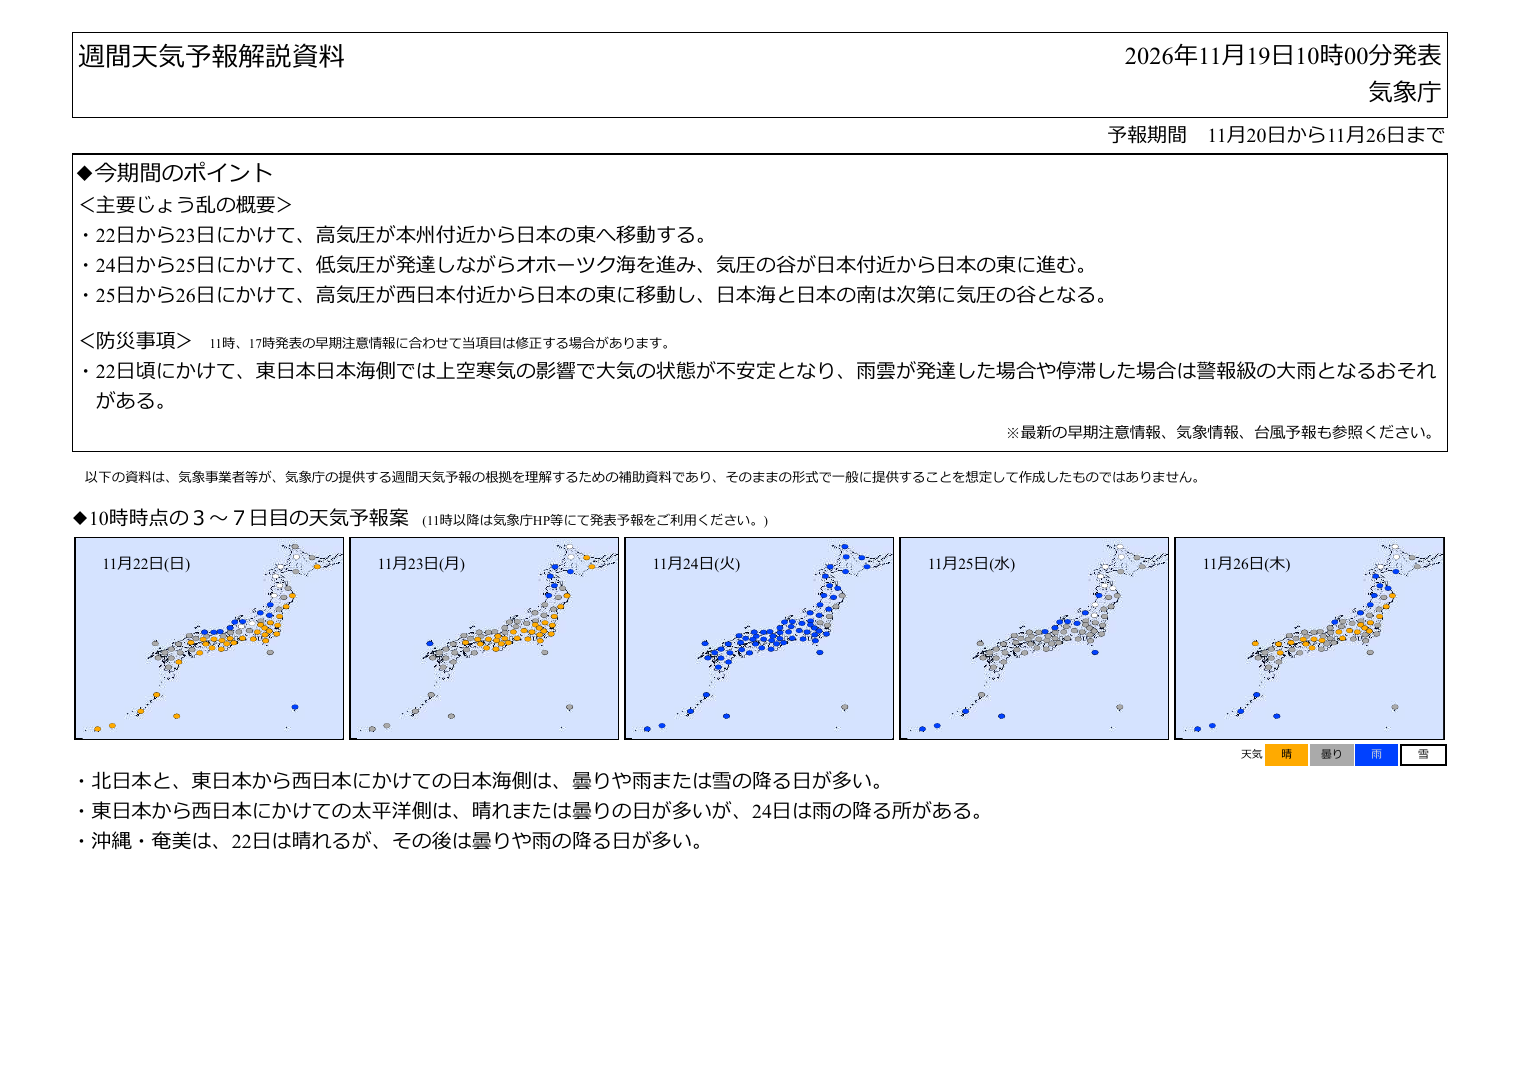 週間天気予報解説資料
2026年11月19日10時00分発表
気象庁
予報期間　11月20日から11月26日まで
◆今期間のポイント
＜主要じょう乱の概要＞
・22日から23日にかけて、高気圧が本州付近から日本の東へ移動する。
・24日から25日にかけて、低気圧が発達しながらオホーツク海を進み、気圧の谷が日本付近から日本の東に進む。
・25日から26日にかけて、高気圧が西日本付近から日本の東に移動し、日本海と日本の南は次第に気圧の谷となる。
＜防災事項＞　11時、17時発表の早期注意情報に合わせて当項目は修正する場合があります。
・22日頃にかけて、東日本日本海側では上空寒気の影響で大気の状態が不安定となり、雨雲が発達した場合や停滞した場合は警報級の大雨となるおそれ
がある。
※最新の早期注意情報、気象情報、台風予報も参照ください。
以下の資料は、気象事業者等が、気象庁の提供する週間天気予報の根拠を理解するための補助資料であり、そのままの形式で一般に提供することを想定して作成したものではありません。
◆10時時点の３～７日目の天気予報案　(11時以降は気象庁HP等にて発表予報をご利用ください。)
11月22日(日)
11月23日(月)
11月24日(火)
11月25日(水)
11月26日(木)
天気　晴　曇り　雨　雪
・北日本と、東日本から西日本にかけての日本海側は、曇りや雨または雪の降る日が多い。
・東日本から西日本にかけての太平洋側は、晴れまたは曇りの日が多いが、24日は雨の降る所がある。
・沖縄・奄美は、22日は晴れるが、その後は曇りや雨の降る日が多い。